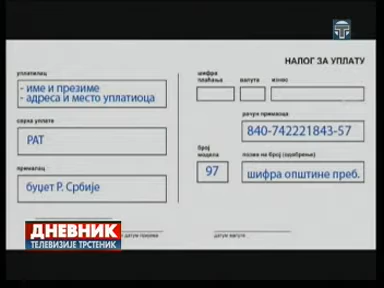 НАЛОГ ЗА УПЛАТУ
уплатилац
- име и презиме
- адреса и место уплатиоца
сврха уплате
РАТ
прималац
буџет Р. Србије
шифра плаћања
валута
износ
рачун примаоца
840-742221843-57
број модела
97
позив на број (одобрење)
шифра општине преб.
датум валуте
ДНЕВНИК
ТЕЛЕВИЗИЈЕ ТРСТЕНИК